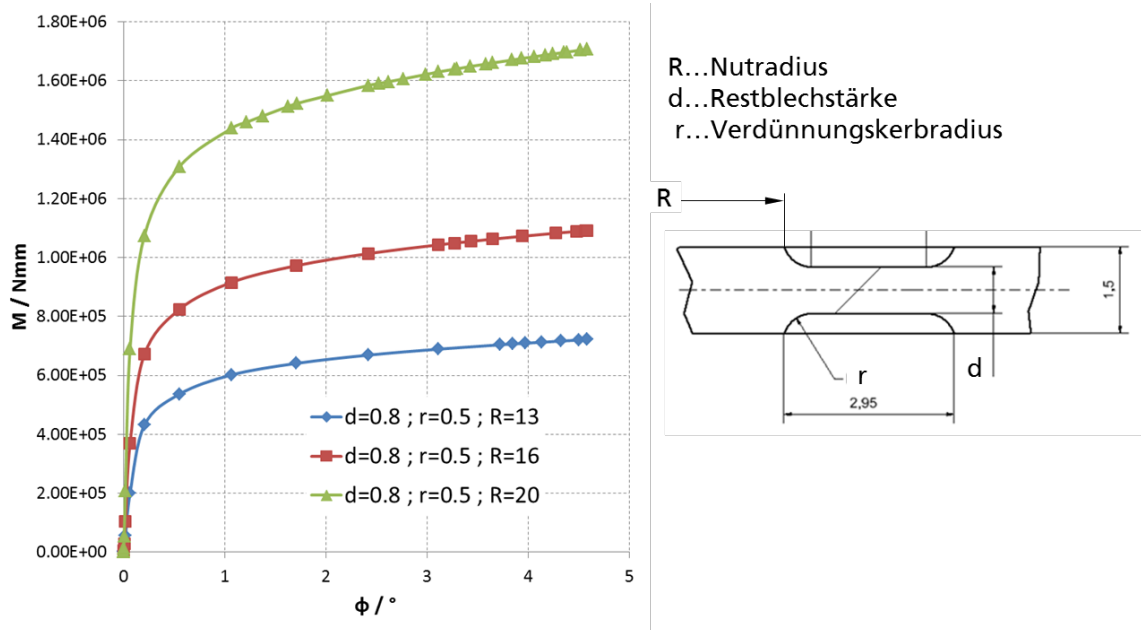 1.80E+06
1.60E+06
1.40E+06
1.20E+06
1.00E+06
8.00E+05
6.00E+05
4.00E+05
2.00E+05
0.00E+00
M / Nmm
0 1 2 3 4 5
ϕ / °
d=0.8 ; r=0.5 ; R=13
d=0.8 ; r=0.5 ; R=16
d=0.8 ; r=0.5 ; R=20
R...Nutradius
d...Restblechstärke
r...Verdünnungskerbradius
R
1,5
d
r
2,95